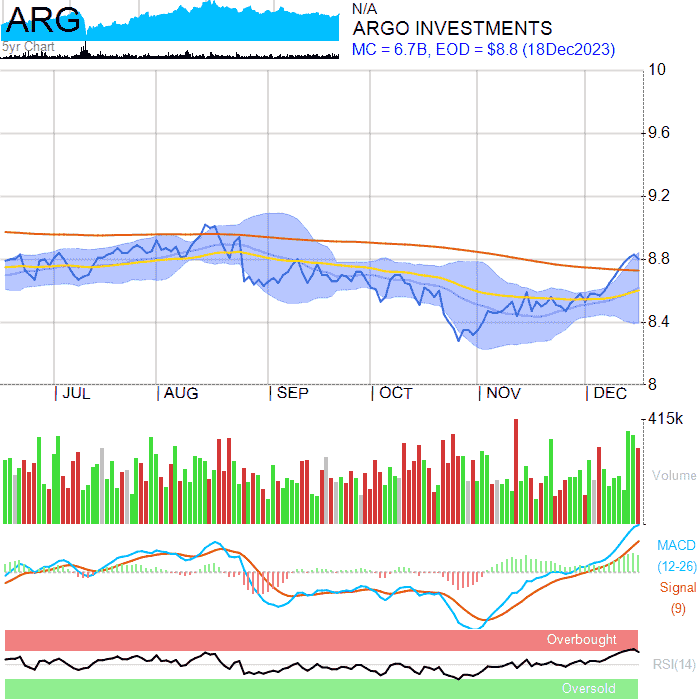 ARG
5yr Chart
N/A
ARGO INVESTMENTS
MC = 6.7B, EOD = $8.8 (18Dec2023)
10
9.6
9.2
8.8
8.4
8
JUL AUG SEP OCT NOV DEC
415k
Volume
MACD
(12-26)
Signal
(9)
Overbought
RSI(14)
Oversold